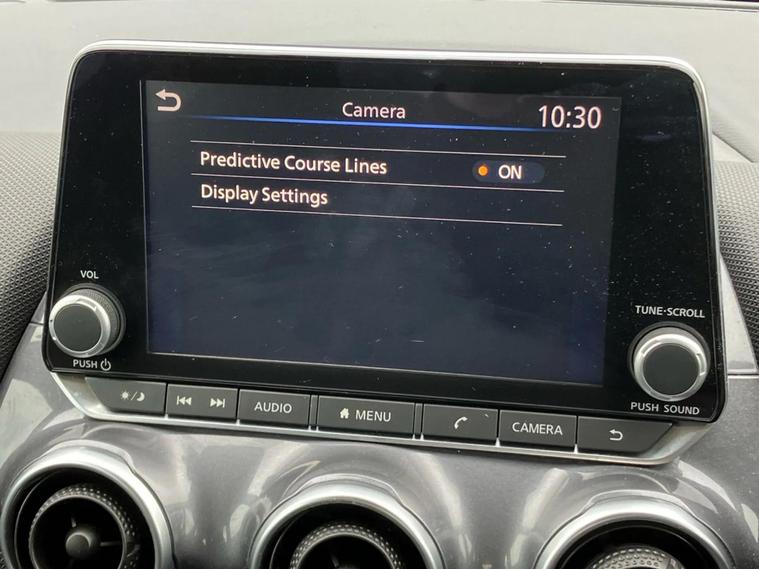 Camera
10:30
Predictive Course Lines
ON
Display Settings
VOL
PUSH
TUNE·SCROLL
PUSH SOUND
AUDIO
MENU
CAMERA